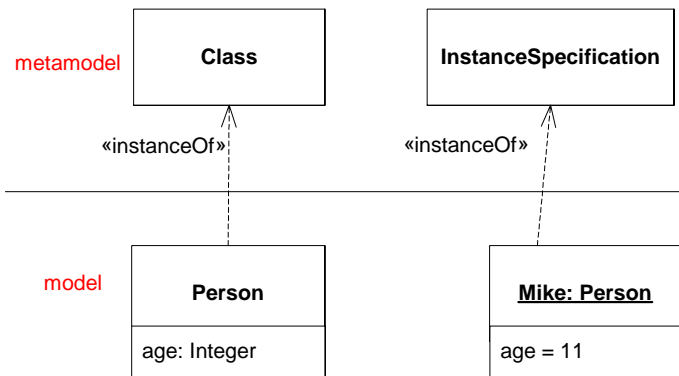 metamodel
Class
InstanceSpecification
«instanceOf»
«instanceOf»
model
Person
Mike: Person
age: Integer
age = 11